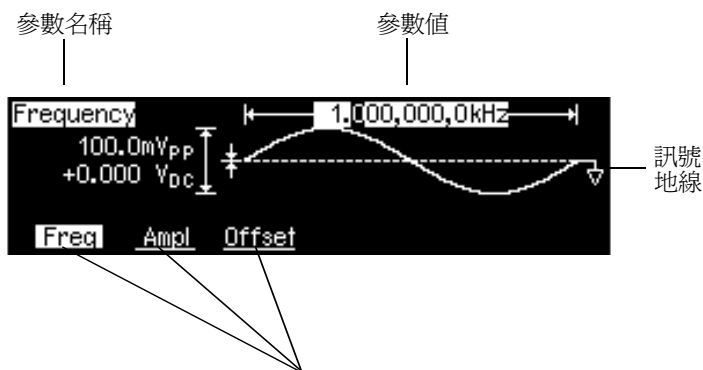 參數名稱
參數值
Frequency
1.000,000,0kHz
100.0mVPP
+0.000 VDC
訊號
地線
Freq Ampl Offset